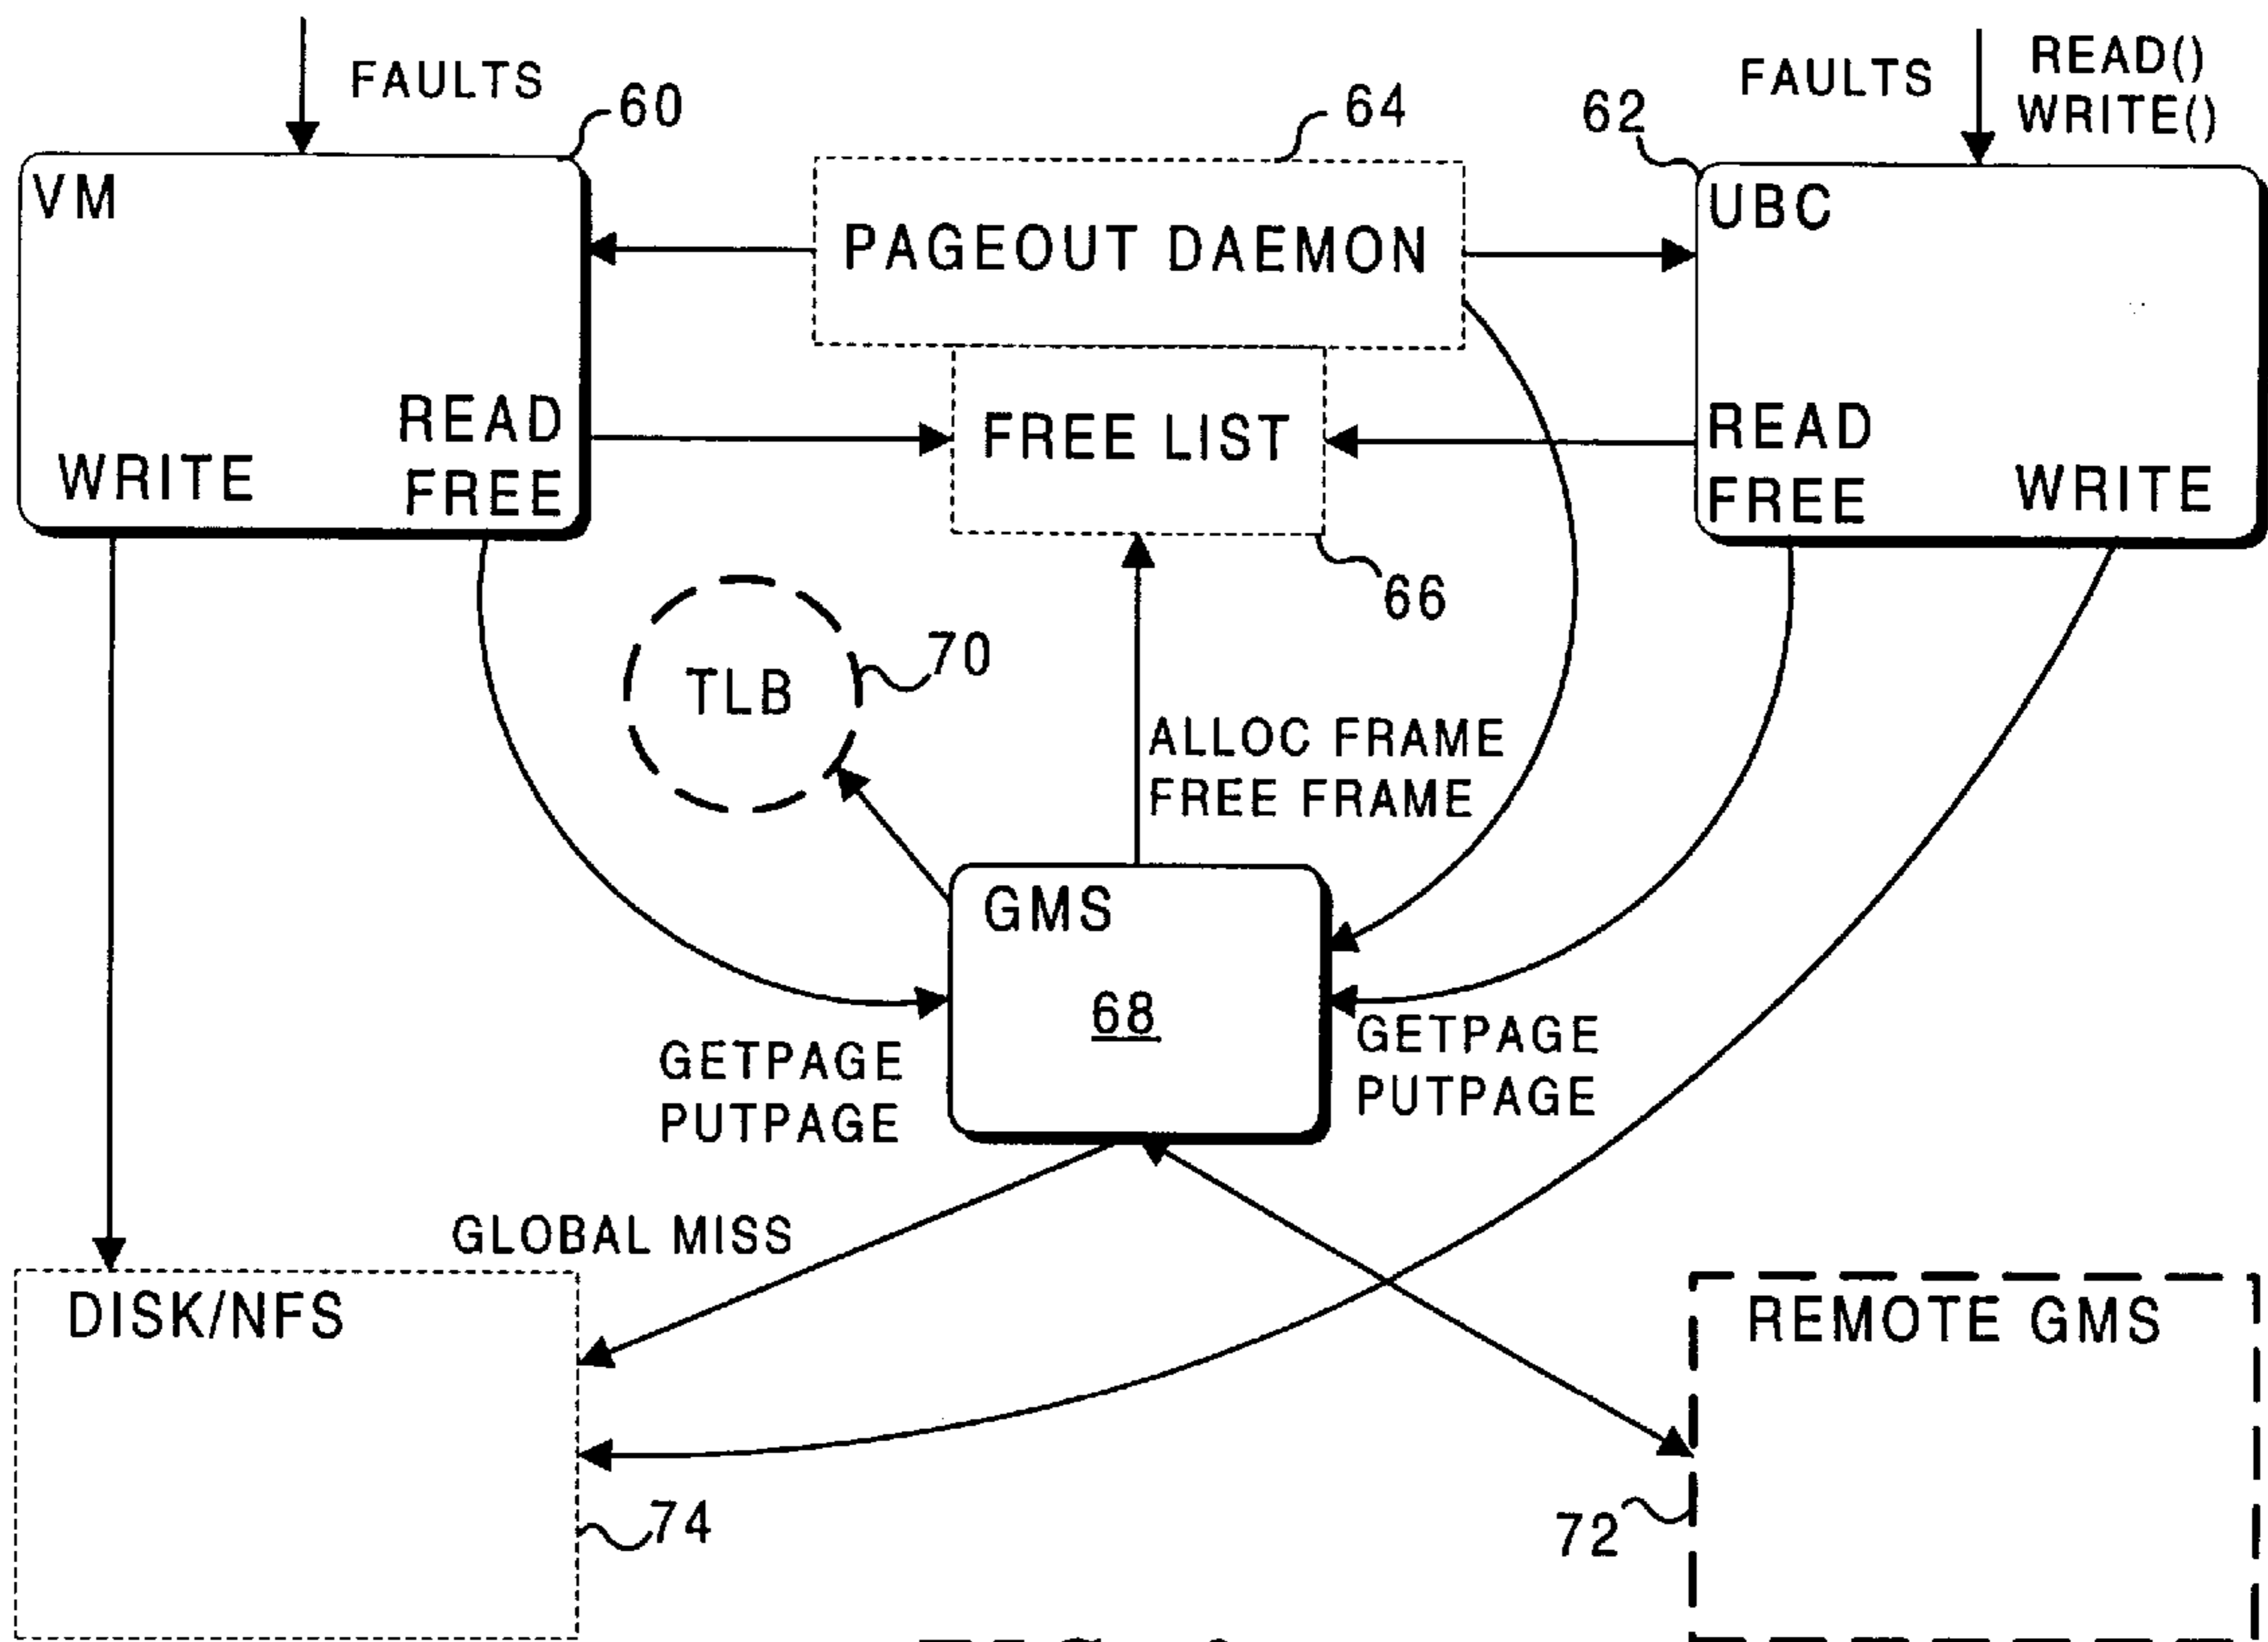 FAULTS
60
64
62
FAULTS
READ()
WRITE()
VM
READ
FREE
WRITE
PAGEOUT DAEMON
UBC
READ
FREE
WRITE
FREE LIST
66
TLB
70
ALLOC FRAME
FREE FRAME
GMS
68
GETPAGE
PUTPAGE
GETPAGE
PUTPAGE
GLOBAL MISS
DISK/NFS
74
REMOTE GMS
72